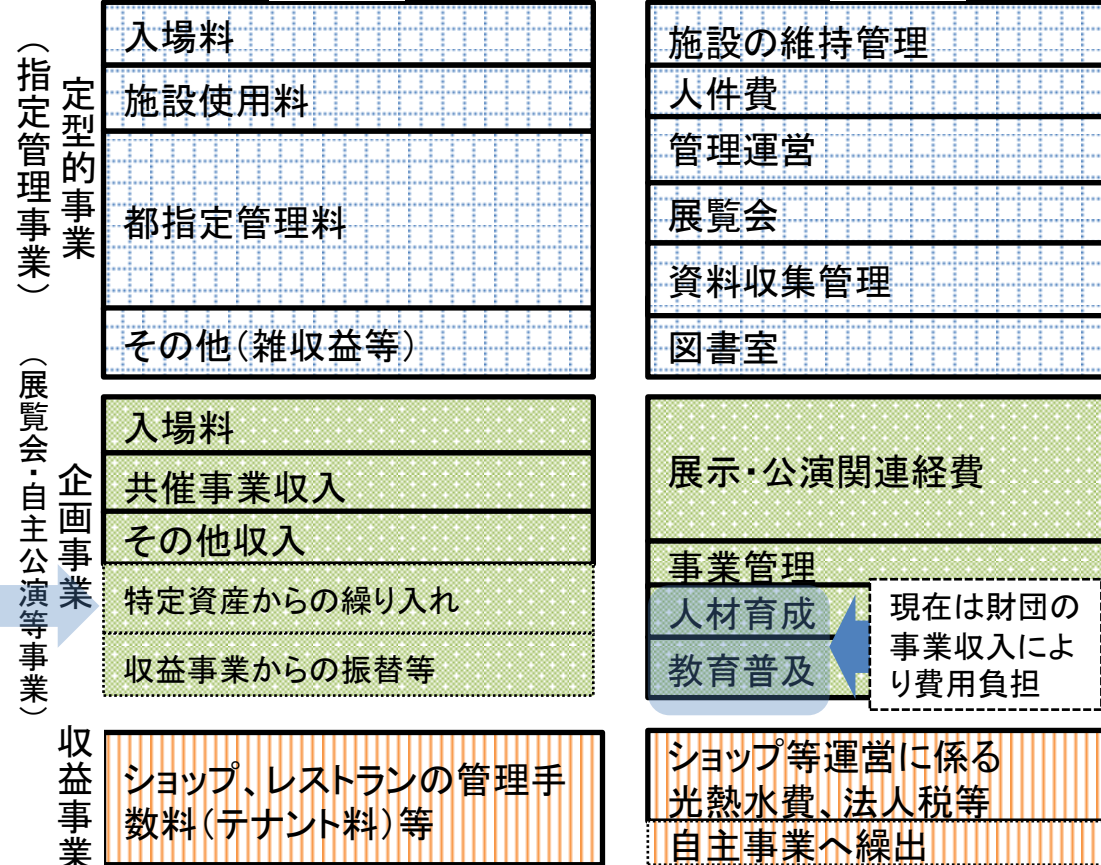 定型的事業
（指定管理事業）
入場料
施設使用料
都指定管理料
その他（雑収益等）
施設の維持管理
人件費
管理運営
展覧会
資料収集管理
図書室
企画事業
（展覧会・自主公演等事業）
入場料
共催事業収入
その他収入
特定資産からの繰り入れ
収益事業からの振替等
展示・公演関連経費
事業管理
人材育成
教育普及
現在は財団の
事業収入によ
り費用負担
収益事業
ショップ、レストランの管理手
数料（テナント料）等
ショップ等運営に係る
光熱水費、法人税等
自主事業へ繰出